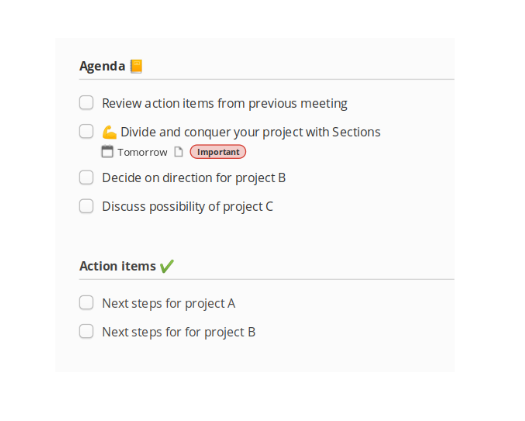 Agenda 📒
Review action items from previous meeting
💪 Divide and conquer your project with Sections
Tomorrow Important
Decide on direction for project B
Discuss possibility of project C
Action items ✅
Next steps for project A
Next steps for for project B